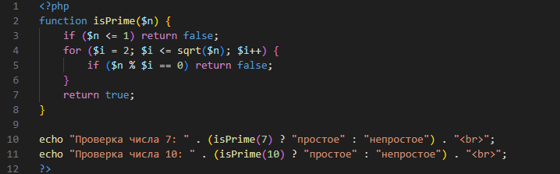 1 <?php
2 function isPrime($n) {
3 if ($n <= 1) return false;
4 for ($i = 2; $i <= sqrt($n); $i++) {
5 if ($n % $i == 0) return false;
6 }
7 return true;
8 }
9
10 echo "Проверка числа 7: " . (isPrime(7) ? "простое" : "непростое") . "<br>";
11 echo "Проверка числа 10: " . (isPrime(10) ? "простое" : "непростое") . "<br>";
12 ?>